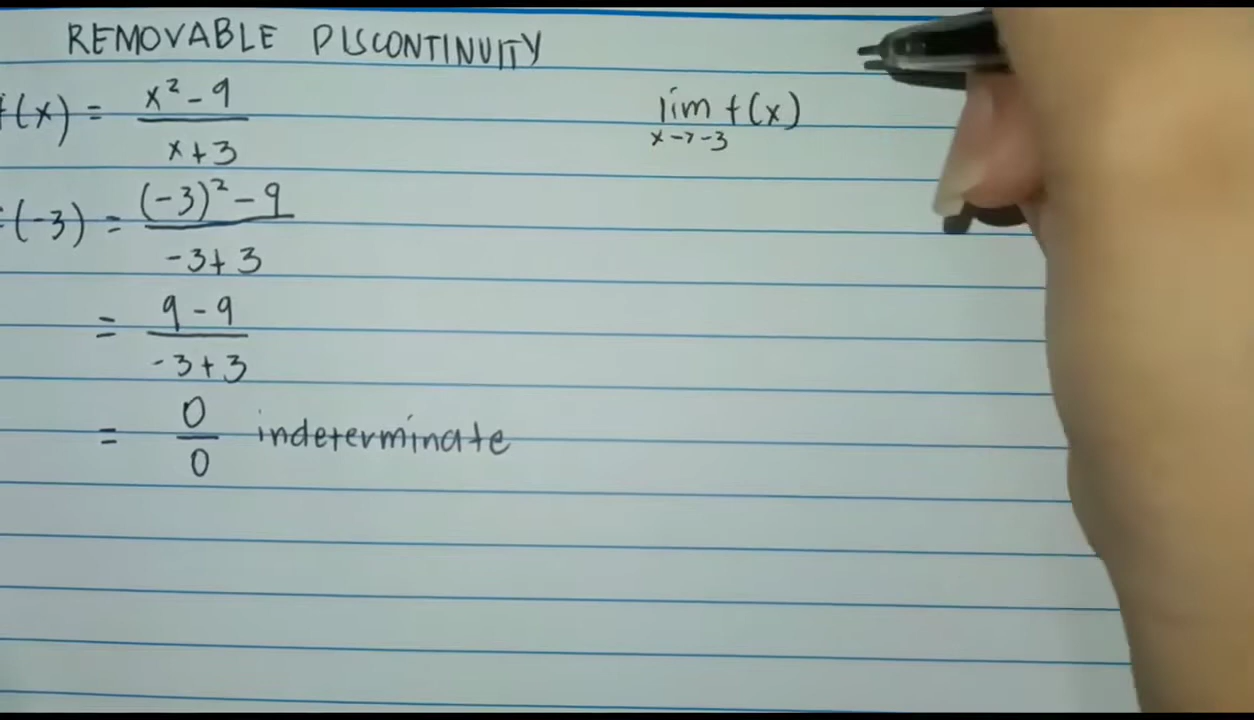 REMOVABLE DISCONTINUITY
f(x) = x² - 9 / x + 3
f(-3) = (-3)² - 9 / -3 + 3
= 9 - 9 / -3 + 3
= 0 / 0 indeterminate
lim f(x)
x→-3